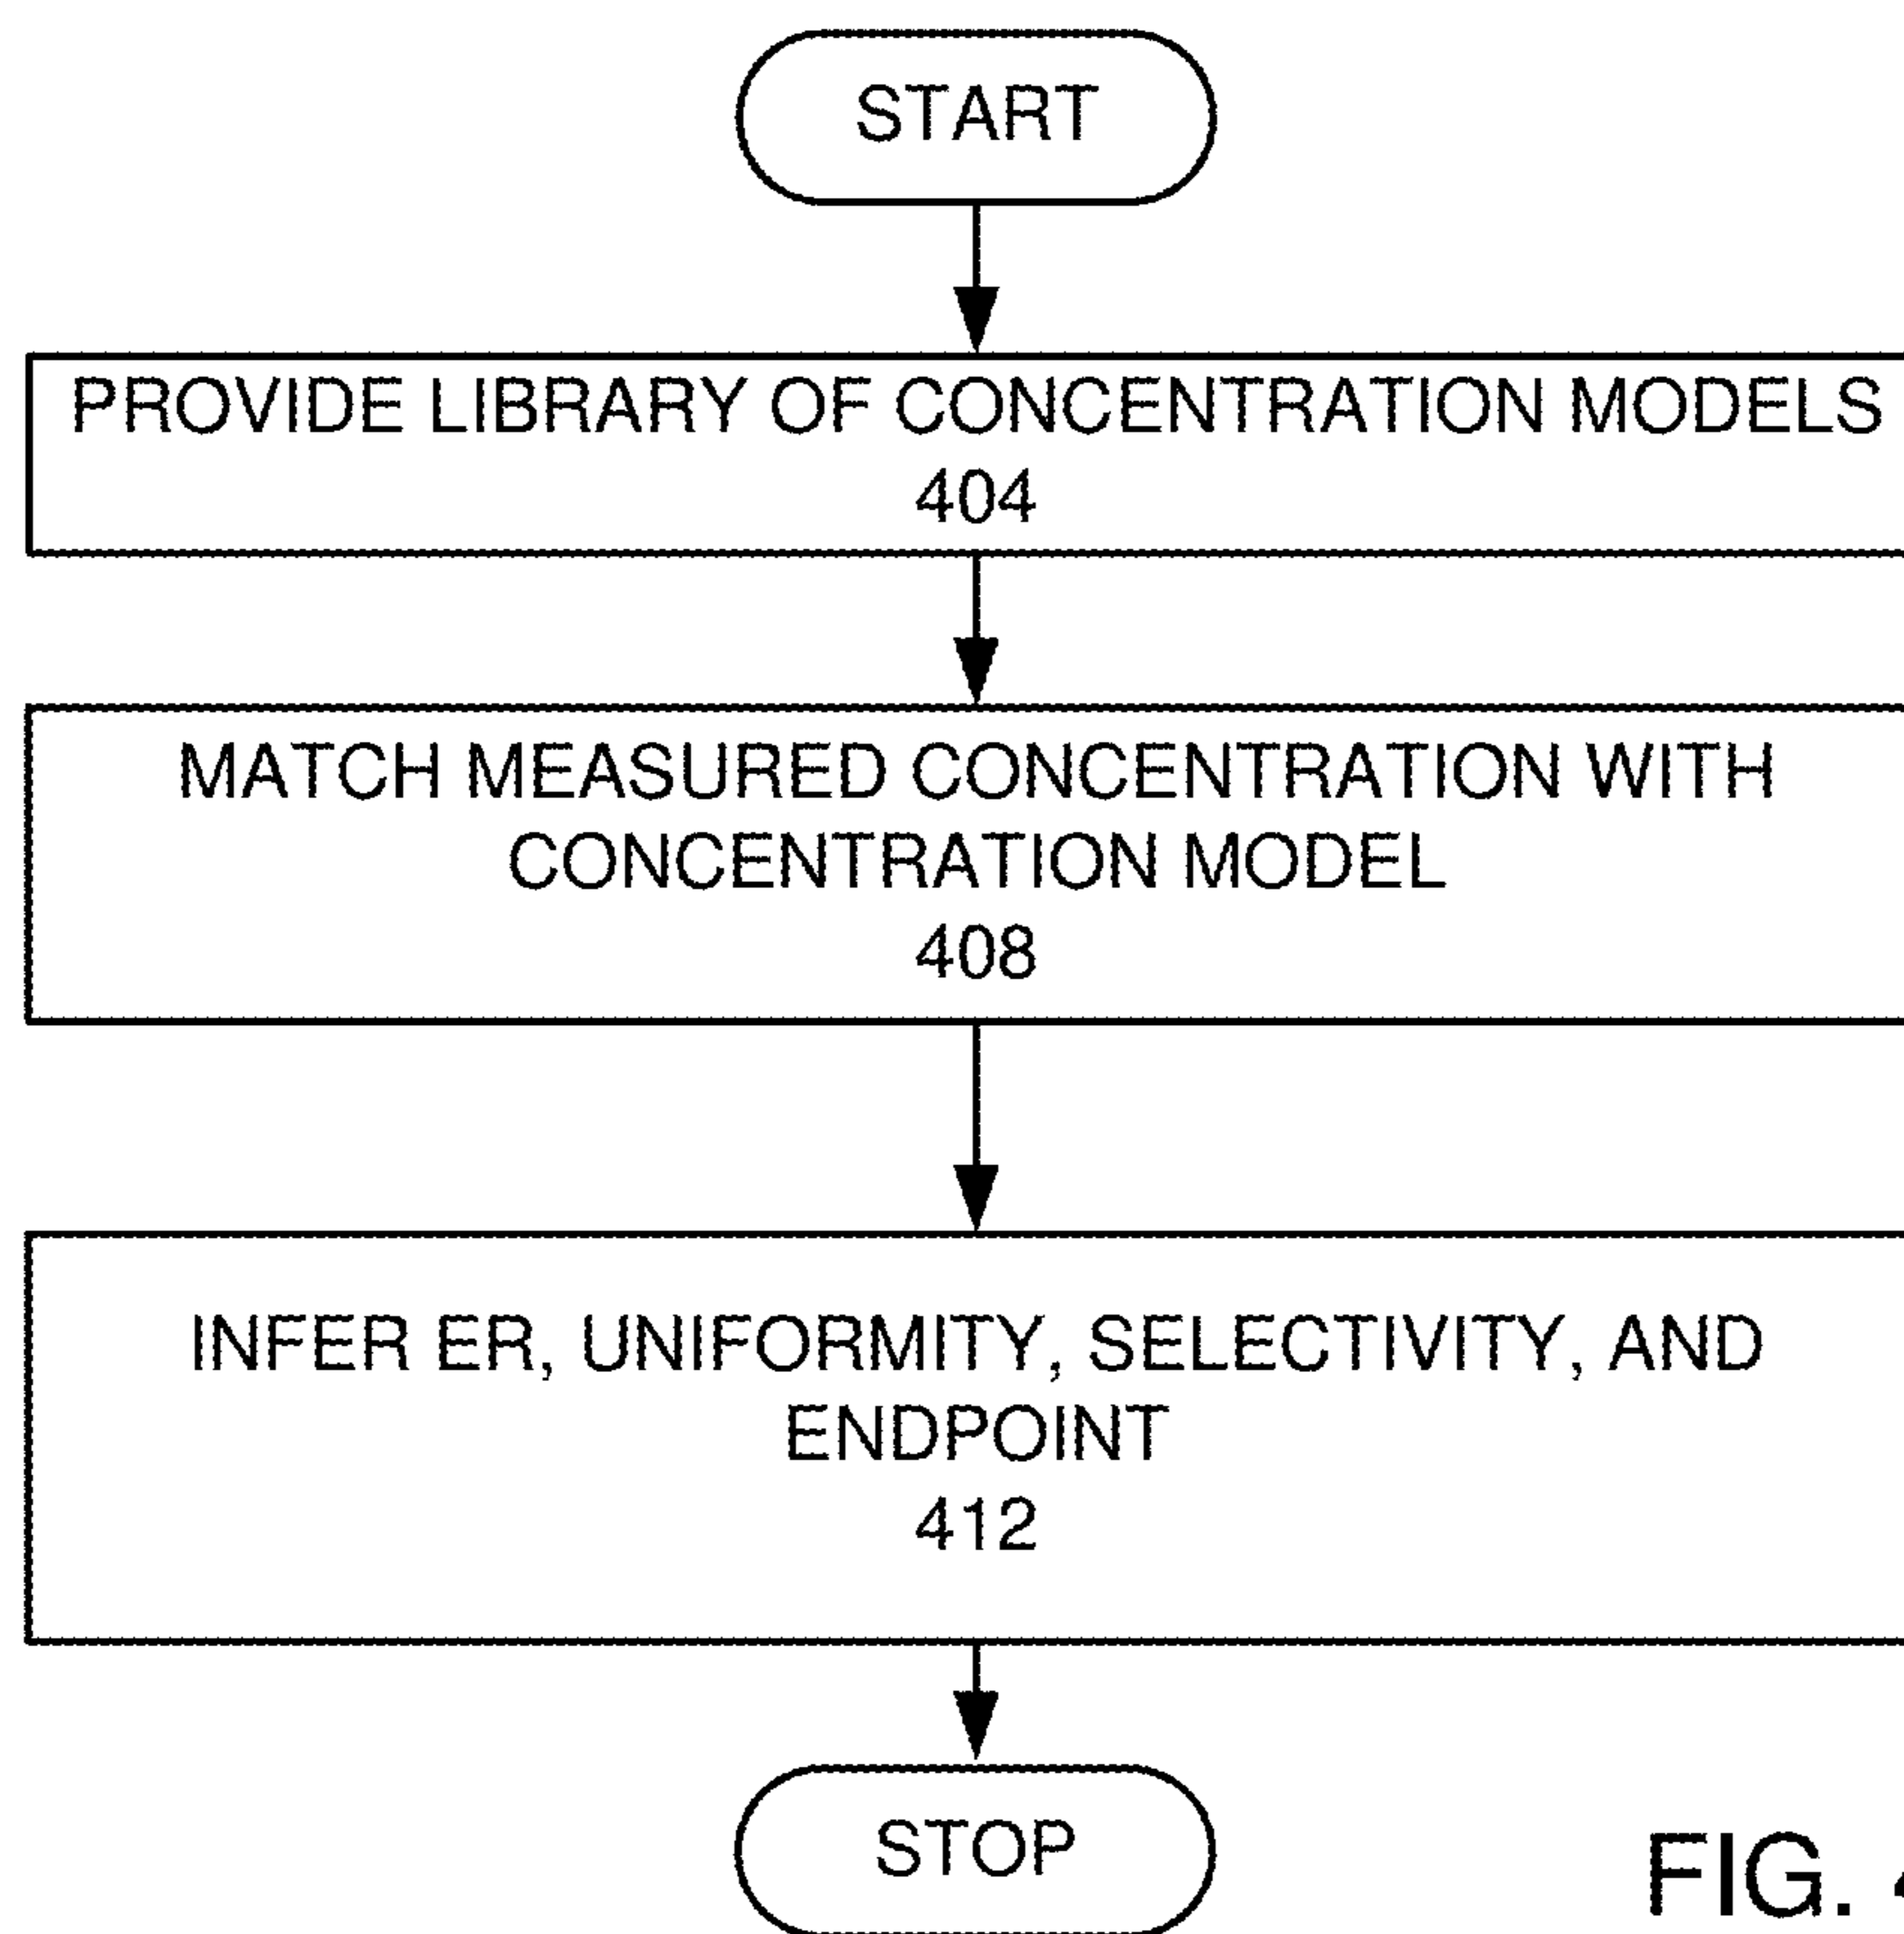 START
PROVIDE LIBRARY OF CONCENTRATION MODELS
404
MATCH MEASURED CONCENTRATION WITH
CONCENTRATION MODEL
408
INFER ER, UNIFORMITY, SELECTIVITY, AND
ENDPOINT
412
STOP
FIG.